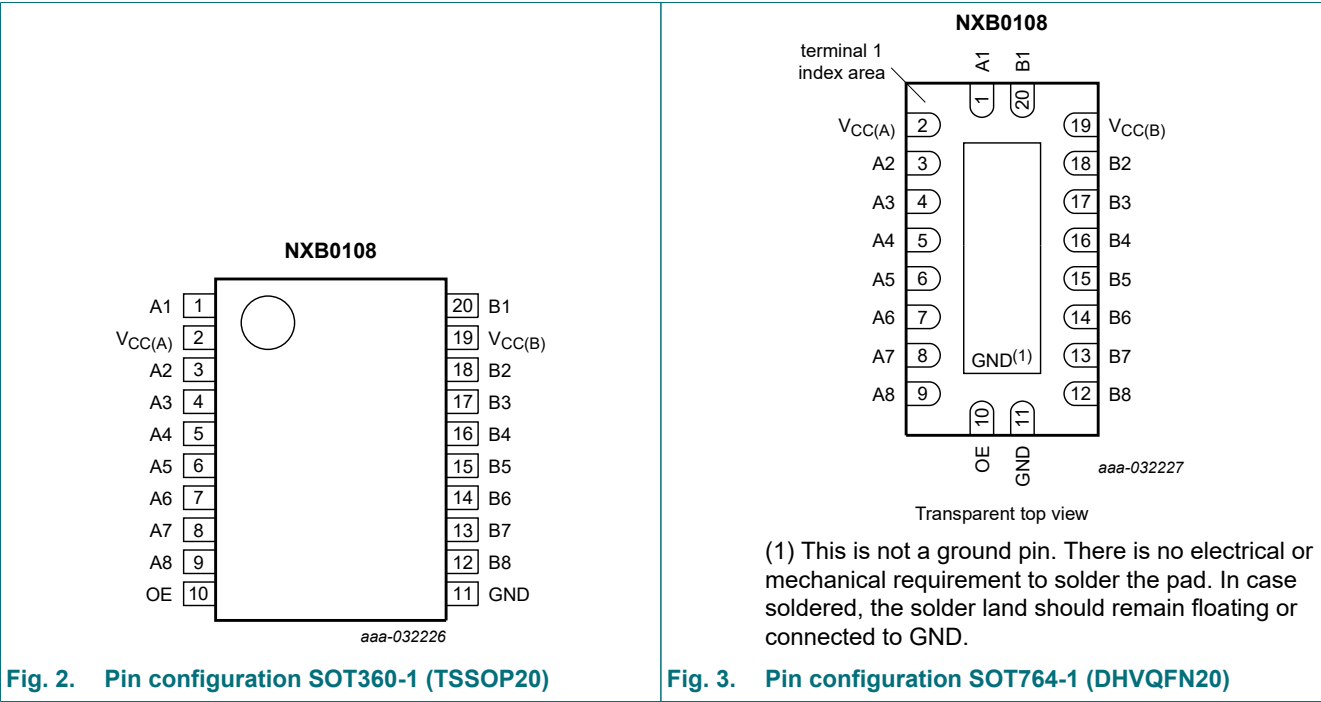 NXB0108
A1 1
VCC(A) 2
A2 3
A3 4
A4 5
A5 6
A6 7
A7 8
A8 9
OE 10
20 B1
19 VCC(B)
18 B2
17 B3
16 B4
15 B5
14 B6
13 B7
12 B8
11 GND
aaa-032226
Fig. 2. Pin configuration SOT360-1 (TSSOP20)
NXB0108
terminal 1
index area
A1 B1
1 20
VCC(A) 2
A2 3
A3 4
A4 5
A5 6
A6 7
A7 8
A8 9
19 VCC(B)
18 B2
17 B3
16 B4
15 B5
14 B6
13 B7
12 B8
GND(1)
10 11
OE GND
aaa-032227
Transparent top view
(1) This is not a ground pin. There is no electrical or
mechanical requirement to solder the pad. In case
soldered, the solder land should remain floating or
connected to GND.
Fig. 3. Pin configuration SOT764-1 (DHVQFN20)